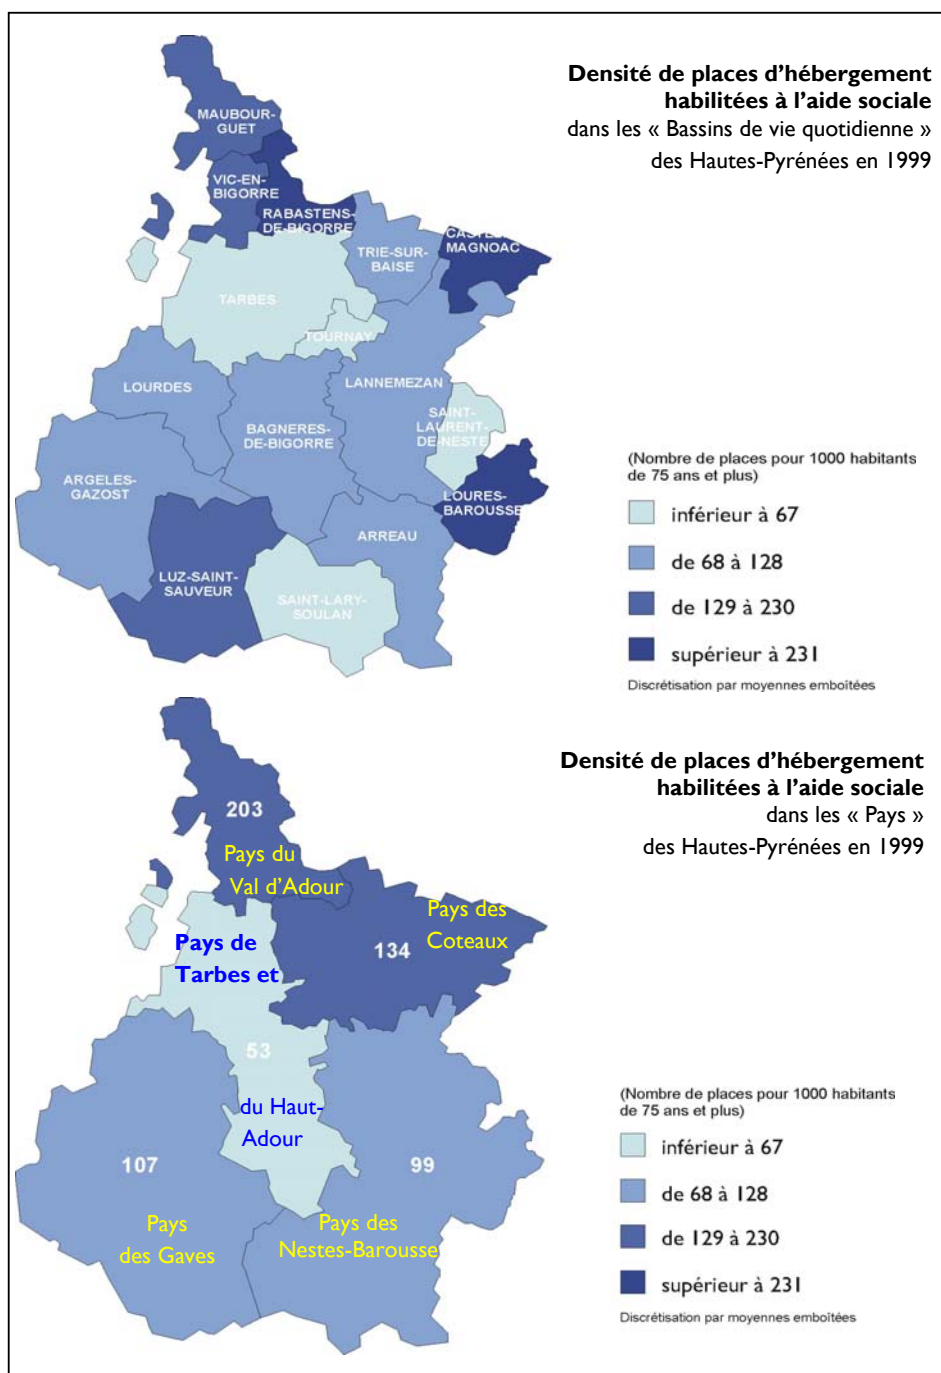 Densité de places d'hébergement
habilitées à l'aide sociale
dans les « Bassins de vie quotidienne »
des Hautes-Pyrénées en 1999
MAUBOUR-
GUET
VIC-EN-
BIGORRE
RABASTENS-
DE-BIGORRE
TRIE-SUR-
BAISE
MAGNOAC
TARBES
TOURNAY
LOURDES
LANNEMEZAN
BAGNERES-
DE-BIGORRE
SAINT-
LAURENT-
DE-NESTE
ARGELES-
GAZOST
LOURES-
BAROUSSE
ARREAU
LUZ-SAINT-
SAUVEUR
SAINT-LARY-
SOULAN
(Nombre de places pour 1000 habitants
de 75 ans et plus)
inférieur à 67
de 68 à 128
de 129 à 230
supérieur à 231
Discrétisation par moyennes emboîtées
Densité de places d'hébergement
habilitées à l'aide sociale
dans les « Pays »
des Hautes-Pyrénées en 1999
203
Pays du
Val d'Adour
Pays des
Coteaux
134
Pays de
Tarbes et
53
du Haut-
Adour
107
Pays
des Gaves
99
Pays des
Nestes-Barousse
(Nombre de places pour 1000 habitants
de 75 ans et plus)
inférieur à 67
de 68 à 128
de 129 à 230
supérieur à 231
Discrétisation par moyennes emboîtées